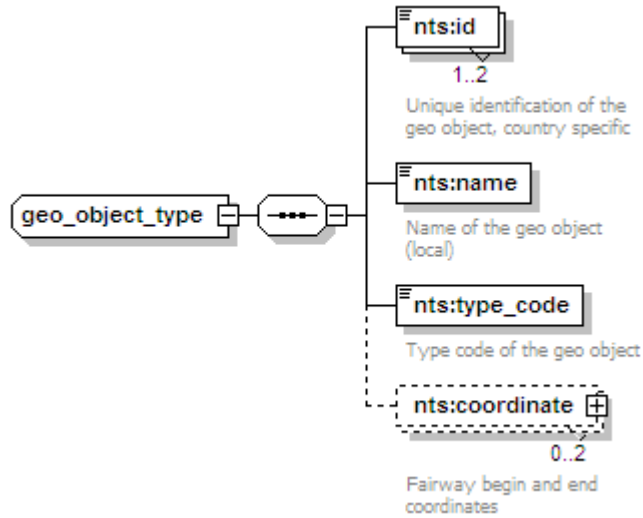 nts:id
1..2
Unique identification of the
geo object, country specific
geo_object_type
nts:name
Name of the geo object
(local)
nts:type_code
Type code of the geo object
nts:coordinate
0..2
Fairway begin and end
coordinates